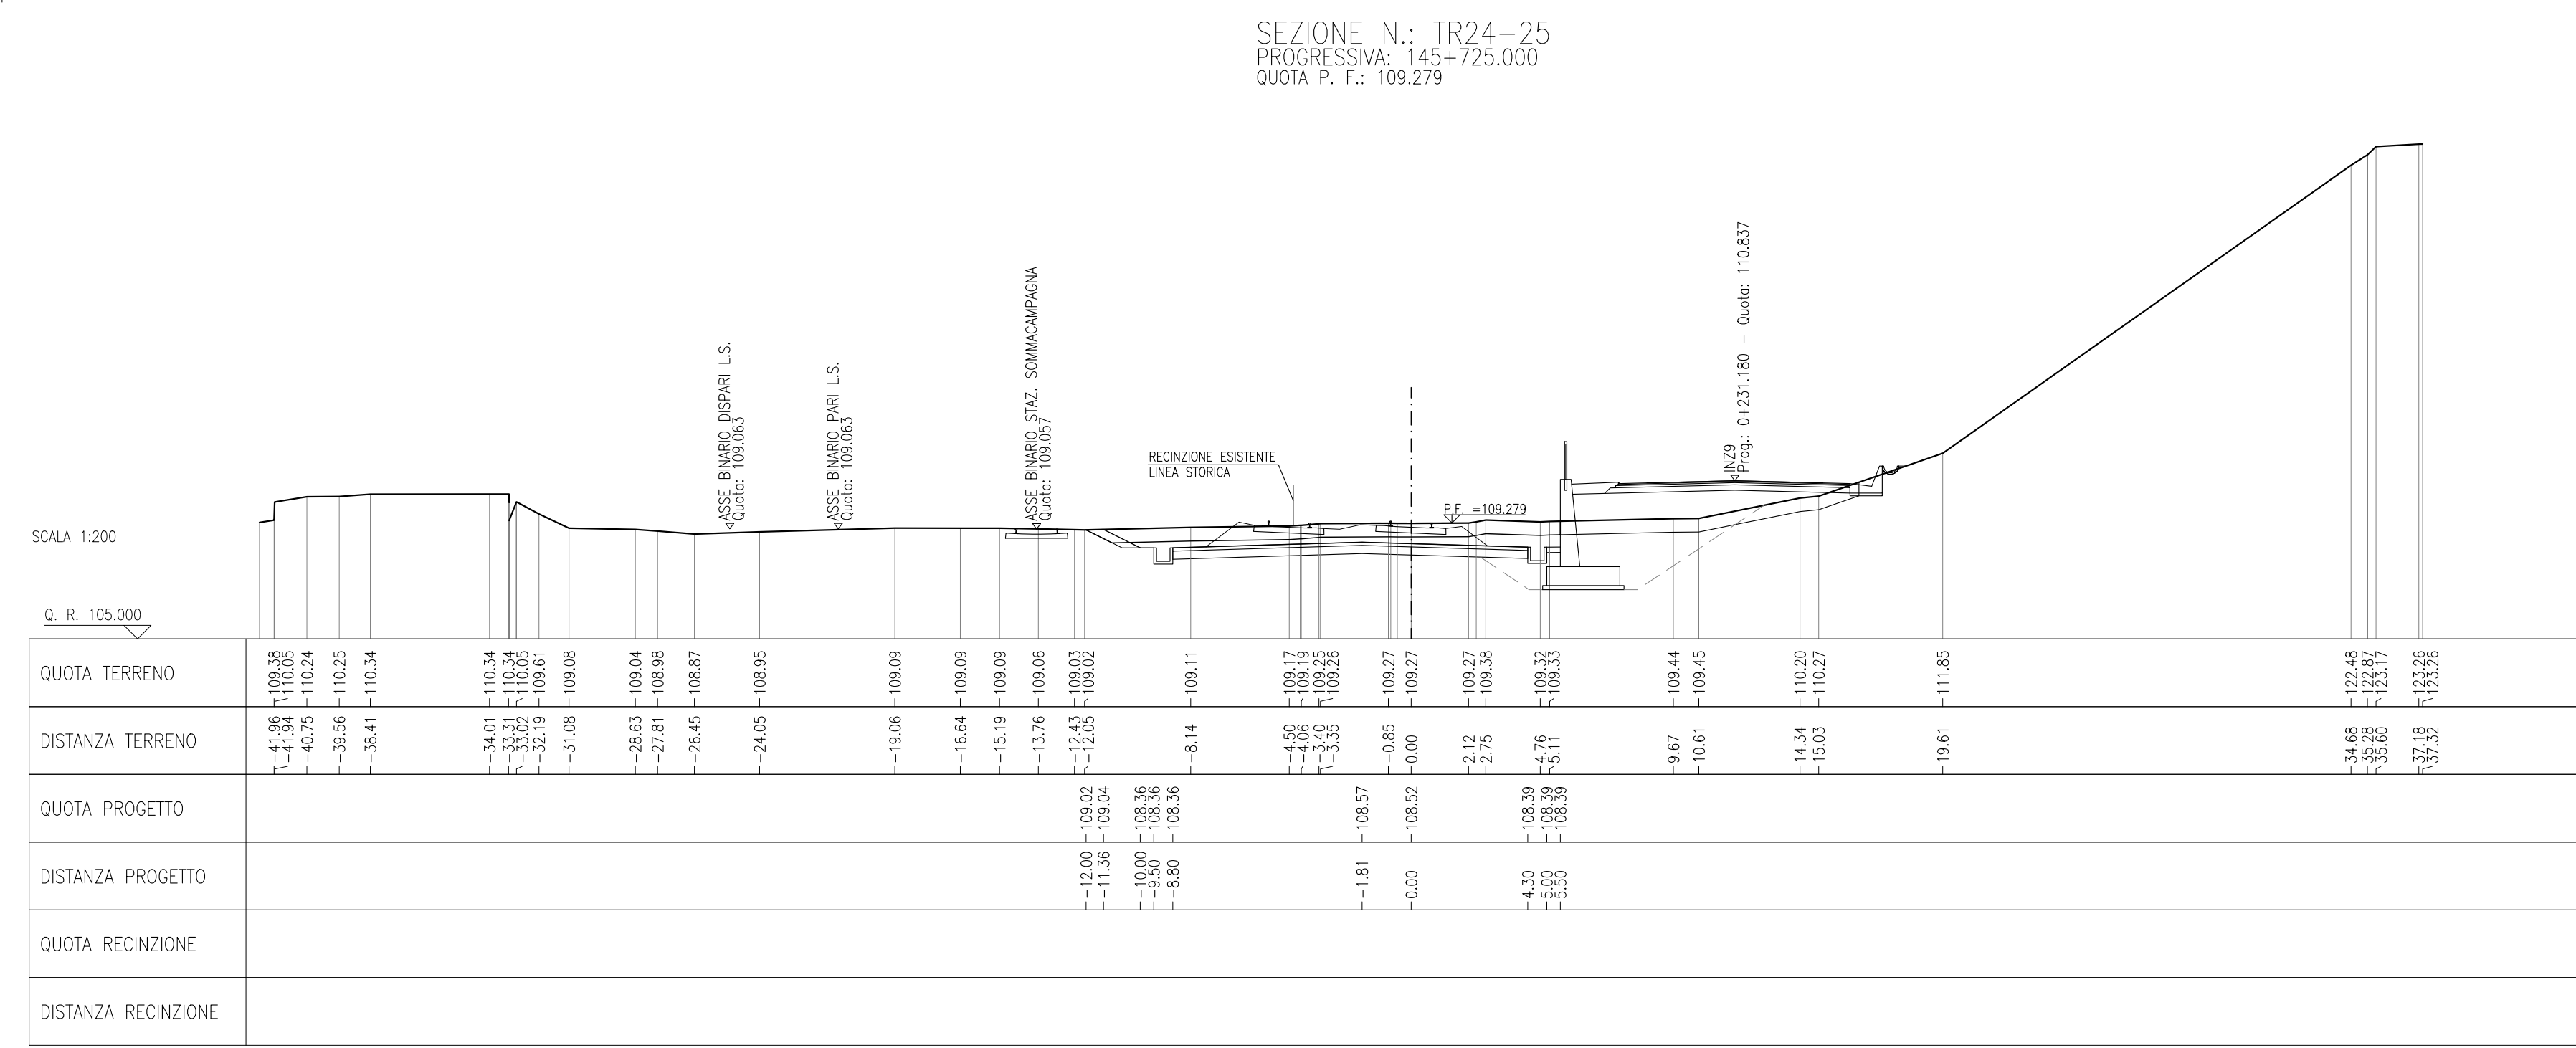 SEZIONE N.: TR24-25
PROGRESSIVA: 145+725.000
QUOTA P. F.: 109.279
INZ9
Prog.: 0+231.180 - Quota: 110.837
ASSE BINARIO DISPARI L.S.
Quota: 109.063
ASSE BINARIO PARI L.S.
Quota: 109.063
ASSE BINARIO STAZ. SOMMACAMPAGNA
Quota: 109.057
RECINZIONE ESISTENTE
LINEA STORICA
P.F. =109.279
SCALA 1:200
Q. R. 105.000
QUOTA TERRENO 109.38 110.05 110.24 110.25 110.34 110.34 110.34 110.05 109.61 109.08 109.04 108.98 108.87 108.95 109.09 109.09 109.09 109.06 109.03 109.02 109.11 109.17 109.19 109.25 109.26 109.27 109.27 109.27 109.38 109.32 109.33 109.44 109.45 110.20 110.27 111.85 122.48 122.87 123.17 123.26 123.26
DISTANZA TERRENO -41.96 -41.94 -40.75 -39.56 -38.41 -34.01 -33.31 -33.02 -32.19 -31.08 -28.63 -27.81 -26.45 -24.05 -19.06 -16.64 -15.19 -13.76 -12.43 -12.05 -8.14 -4.50 -4.06 -3.40 -3.35 -0.85 0.00 2.12 2.75 4.76 5.11 9.67 10.61 14.34 15.03 19.61 34.68 35.28 35.60 37.18 37.32
QUOTA PROGETTO 109.02 109.04 108.36 108.36 108.36 108.57 108.52 108.39 108.39 108.39
DISTANZA PROGETTO -12.00 -11.36 -10.00 -9.50 -8.80 -1.81 0.00 4.30 5.00 5.50
QUOTA RECINZIONE
DISTANZA RECINZIONE